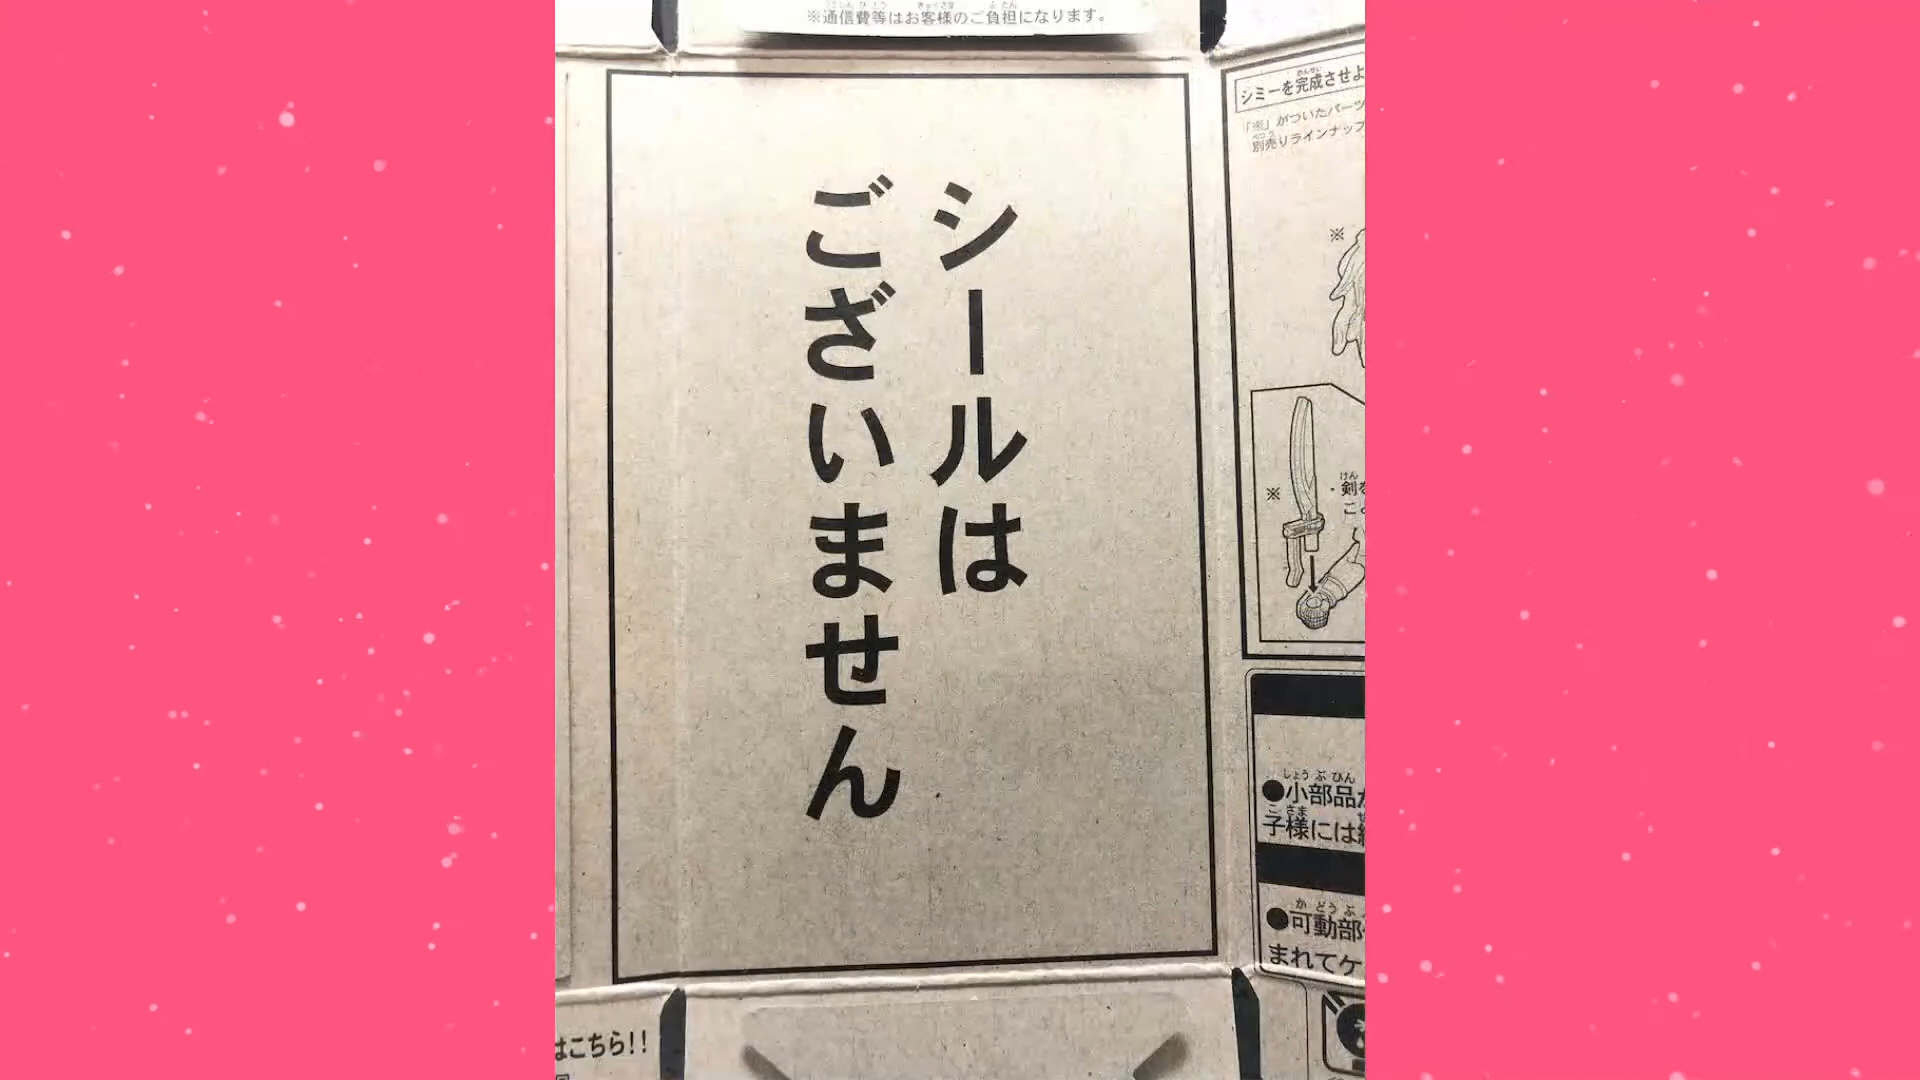 ※通信費等はお客様のご負担になります。
シールは
ございません
シミーを完成させよ
「※」がついたパーツ
別売りラインナップ
※
※
・剣を
こ
●小部品が
子様には
●可動部
まれてケ
はこちら!!